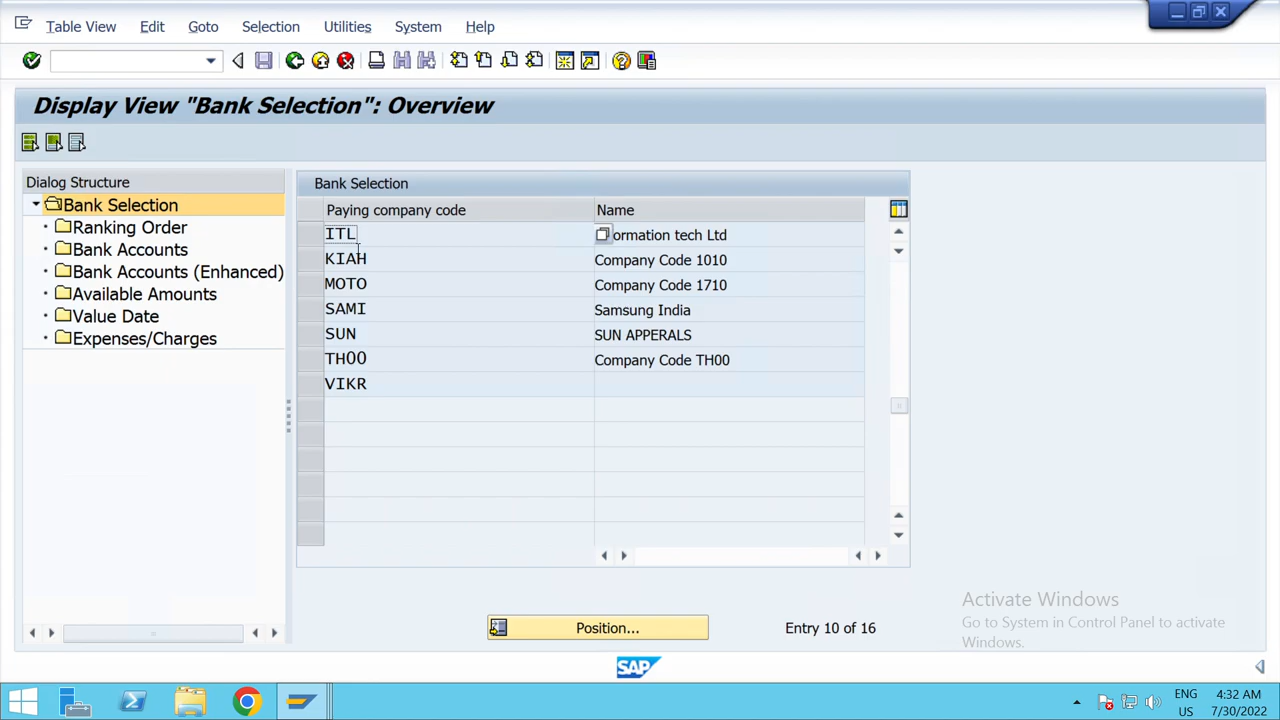 Table View Edit Goto Selection Utilities System Help
Display View "Bank Selection": Overview
Dialog Structure
Bank Selection
Ranking Order
Bank Accounts
Bank Accounts (Enhanced)
Available Amounts
Value Date
Expenses/Charges
Bank Selection
Paying company code Name
ITL ormation tech Ltd
KIAH Company Code 1010
MOTO Company Code 1710
SAMI Samsung India
SUN SUN APPERALS
TH00 Company Code TH00
VIKR
Position... Entry 10 of 16
Activate Windows
Go to System in Control Panel to activate
Windows.
SAP
ENG 4:32 AM
US 7/30/2022